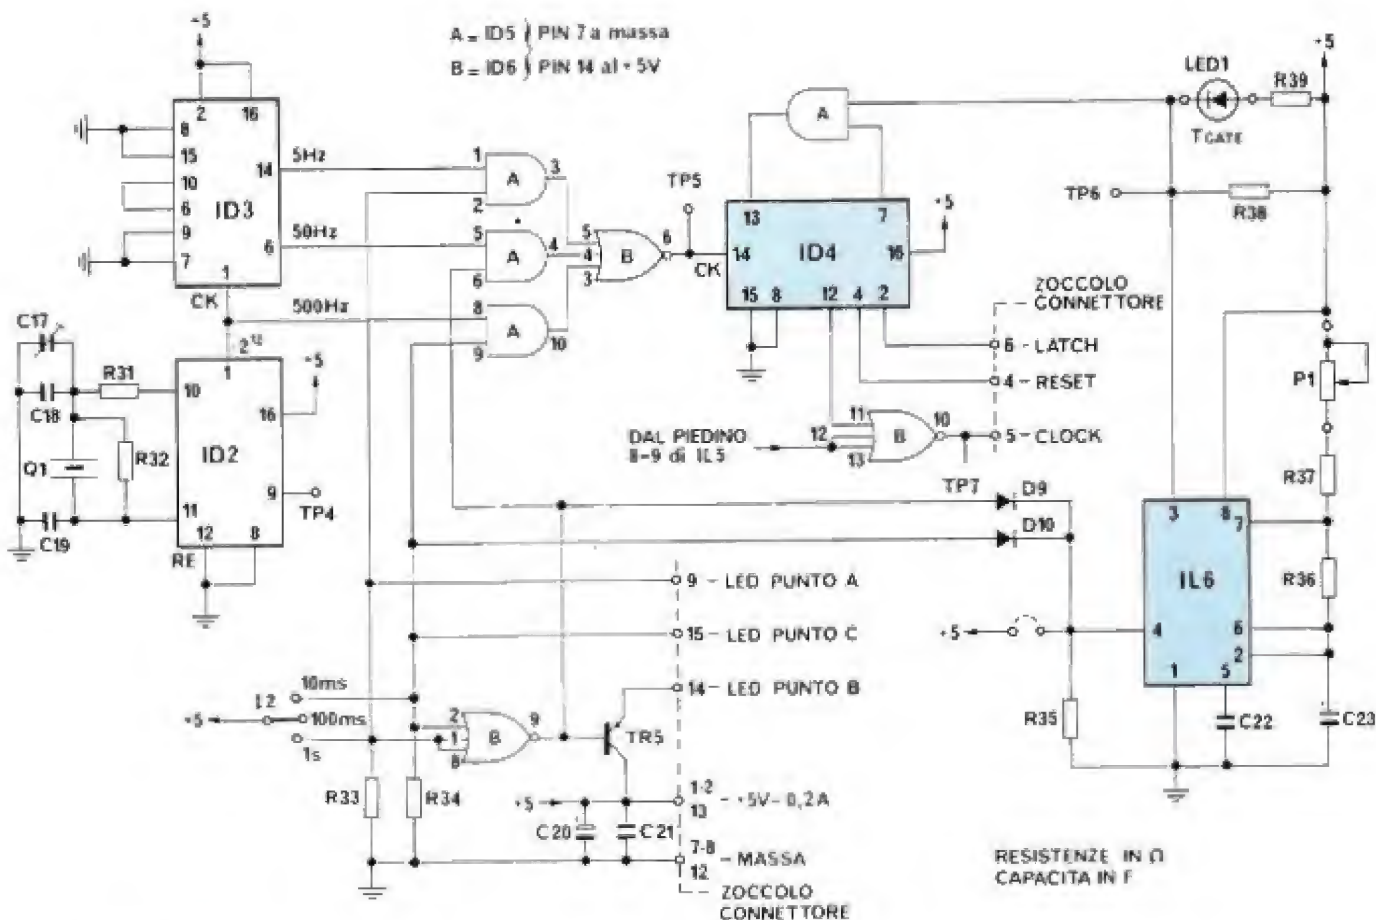 A = ID5 } PIN 7 a massa
B = ID6 } PIN 14 al + 5V
+5
2 16
8
15
10
6
9
7
14
ID3
6
1
CK
5Hz
50Hz
500Hz
1
2
A
3
5
6
A
4
8
9
A
10
5
4
3
B
6
TP5
CK
A
13 7
14
ID4
16
+5
15 8 12 4 2
LED1
R39
+5
TGATE
TP6
R38
ZOCCOLO
CONNETTORE
6 - LATCH
4 - RESET
5 - CLOCK
11
12
13
B
10
DAL PIEDINO
8-9 di IL5
TP7
D9
D10
P1
R37
R36
C17
C18
R31
R32
Q1
C19
1
10
16
+5
ID2
9
TP4
11
12 8
RE
9 - LED PUNTO A
15 - LED PUNTO C
14 - LED PUNTO B
3 8
7
IL6
4
6
2
1 5
+5
R35
C22
C23
10ms
I2
+5
100ms
1s
2
1
8
B
9
TR5
R33
R34
+5
C20
C21
1-2
13 - +5V-0,2A
7-8
12 - MASSA
ZOCCOLO
CONNETTORE
RESISTENZE IN Ω
CAPACITA IN F